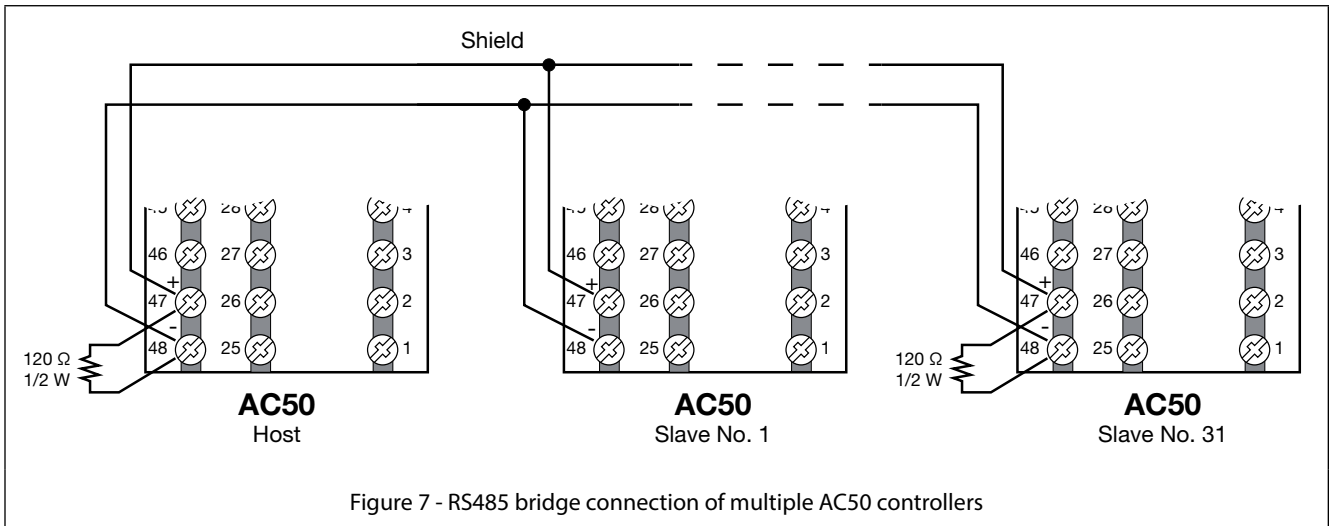 Shield
46 27 3
+
47 26 2
-
48 25 1
120 Ω
1/2 W
AC50
Host
46 27 3
+
47 26 2
-
48 25 1
AC50
Slave No. 1
46 27 3
+
47 26 2
-
48 25 1
120 Ω
1/2 W
AC50
Slave No. 31
Figure 7 - RS485 bridge connection of multiple AC50 controllers